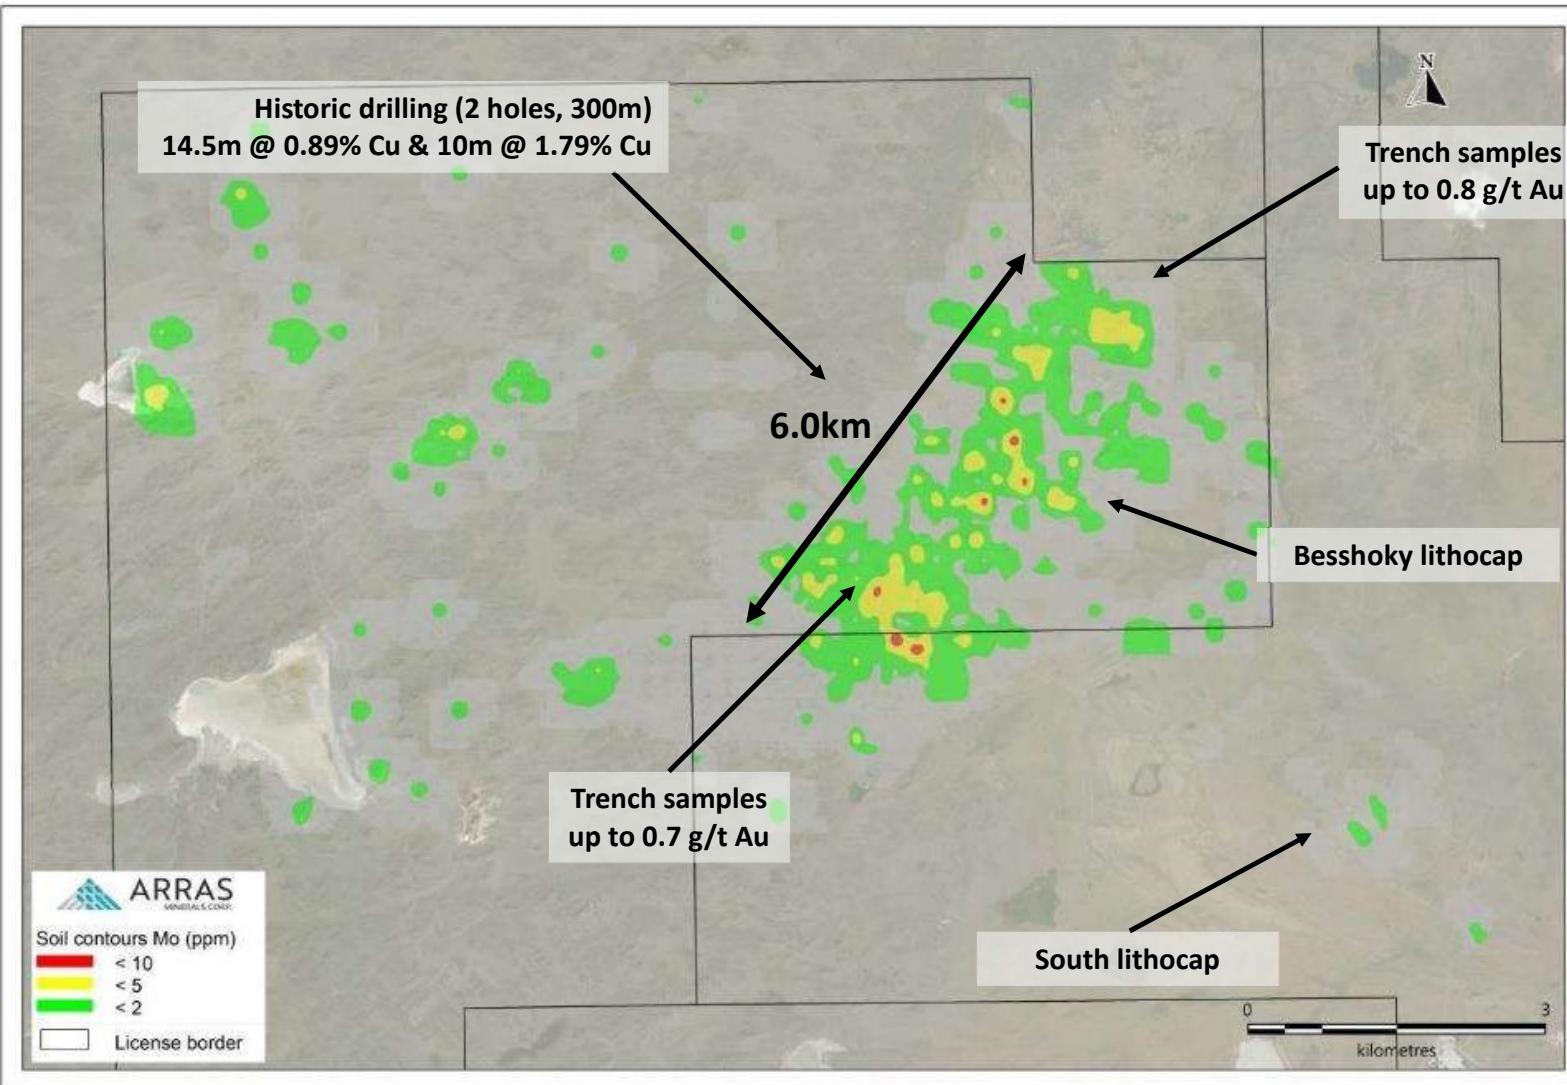 Historic drilling (2 holes, 300m)
14.5m @ 0.89% Cu & 10m @ 1.79% Cu
N
Trench samples
up to 0.8 g/t Au
6.0km
Besshoky lithocap
Trench samples
up to 0.7 g/t Au
South lithocap
ARRAS
MINERALS CORP.
Soil contours Mo (ppm)
< 10
< 5
< 2
License border
0 3
kilometres